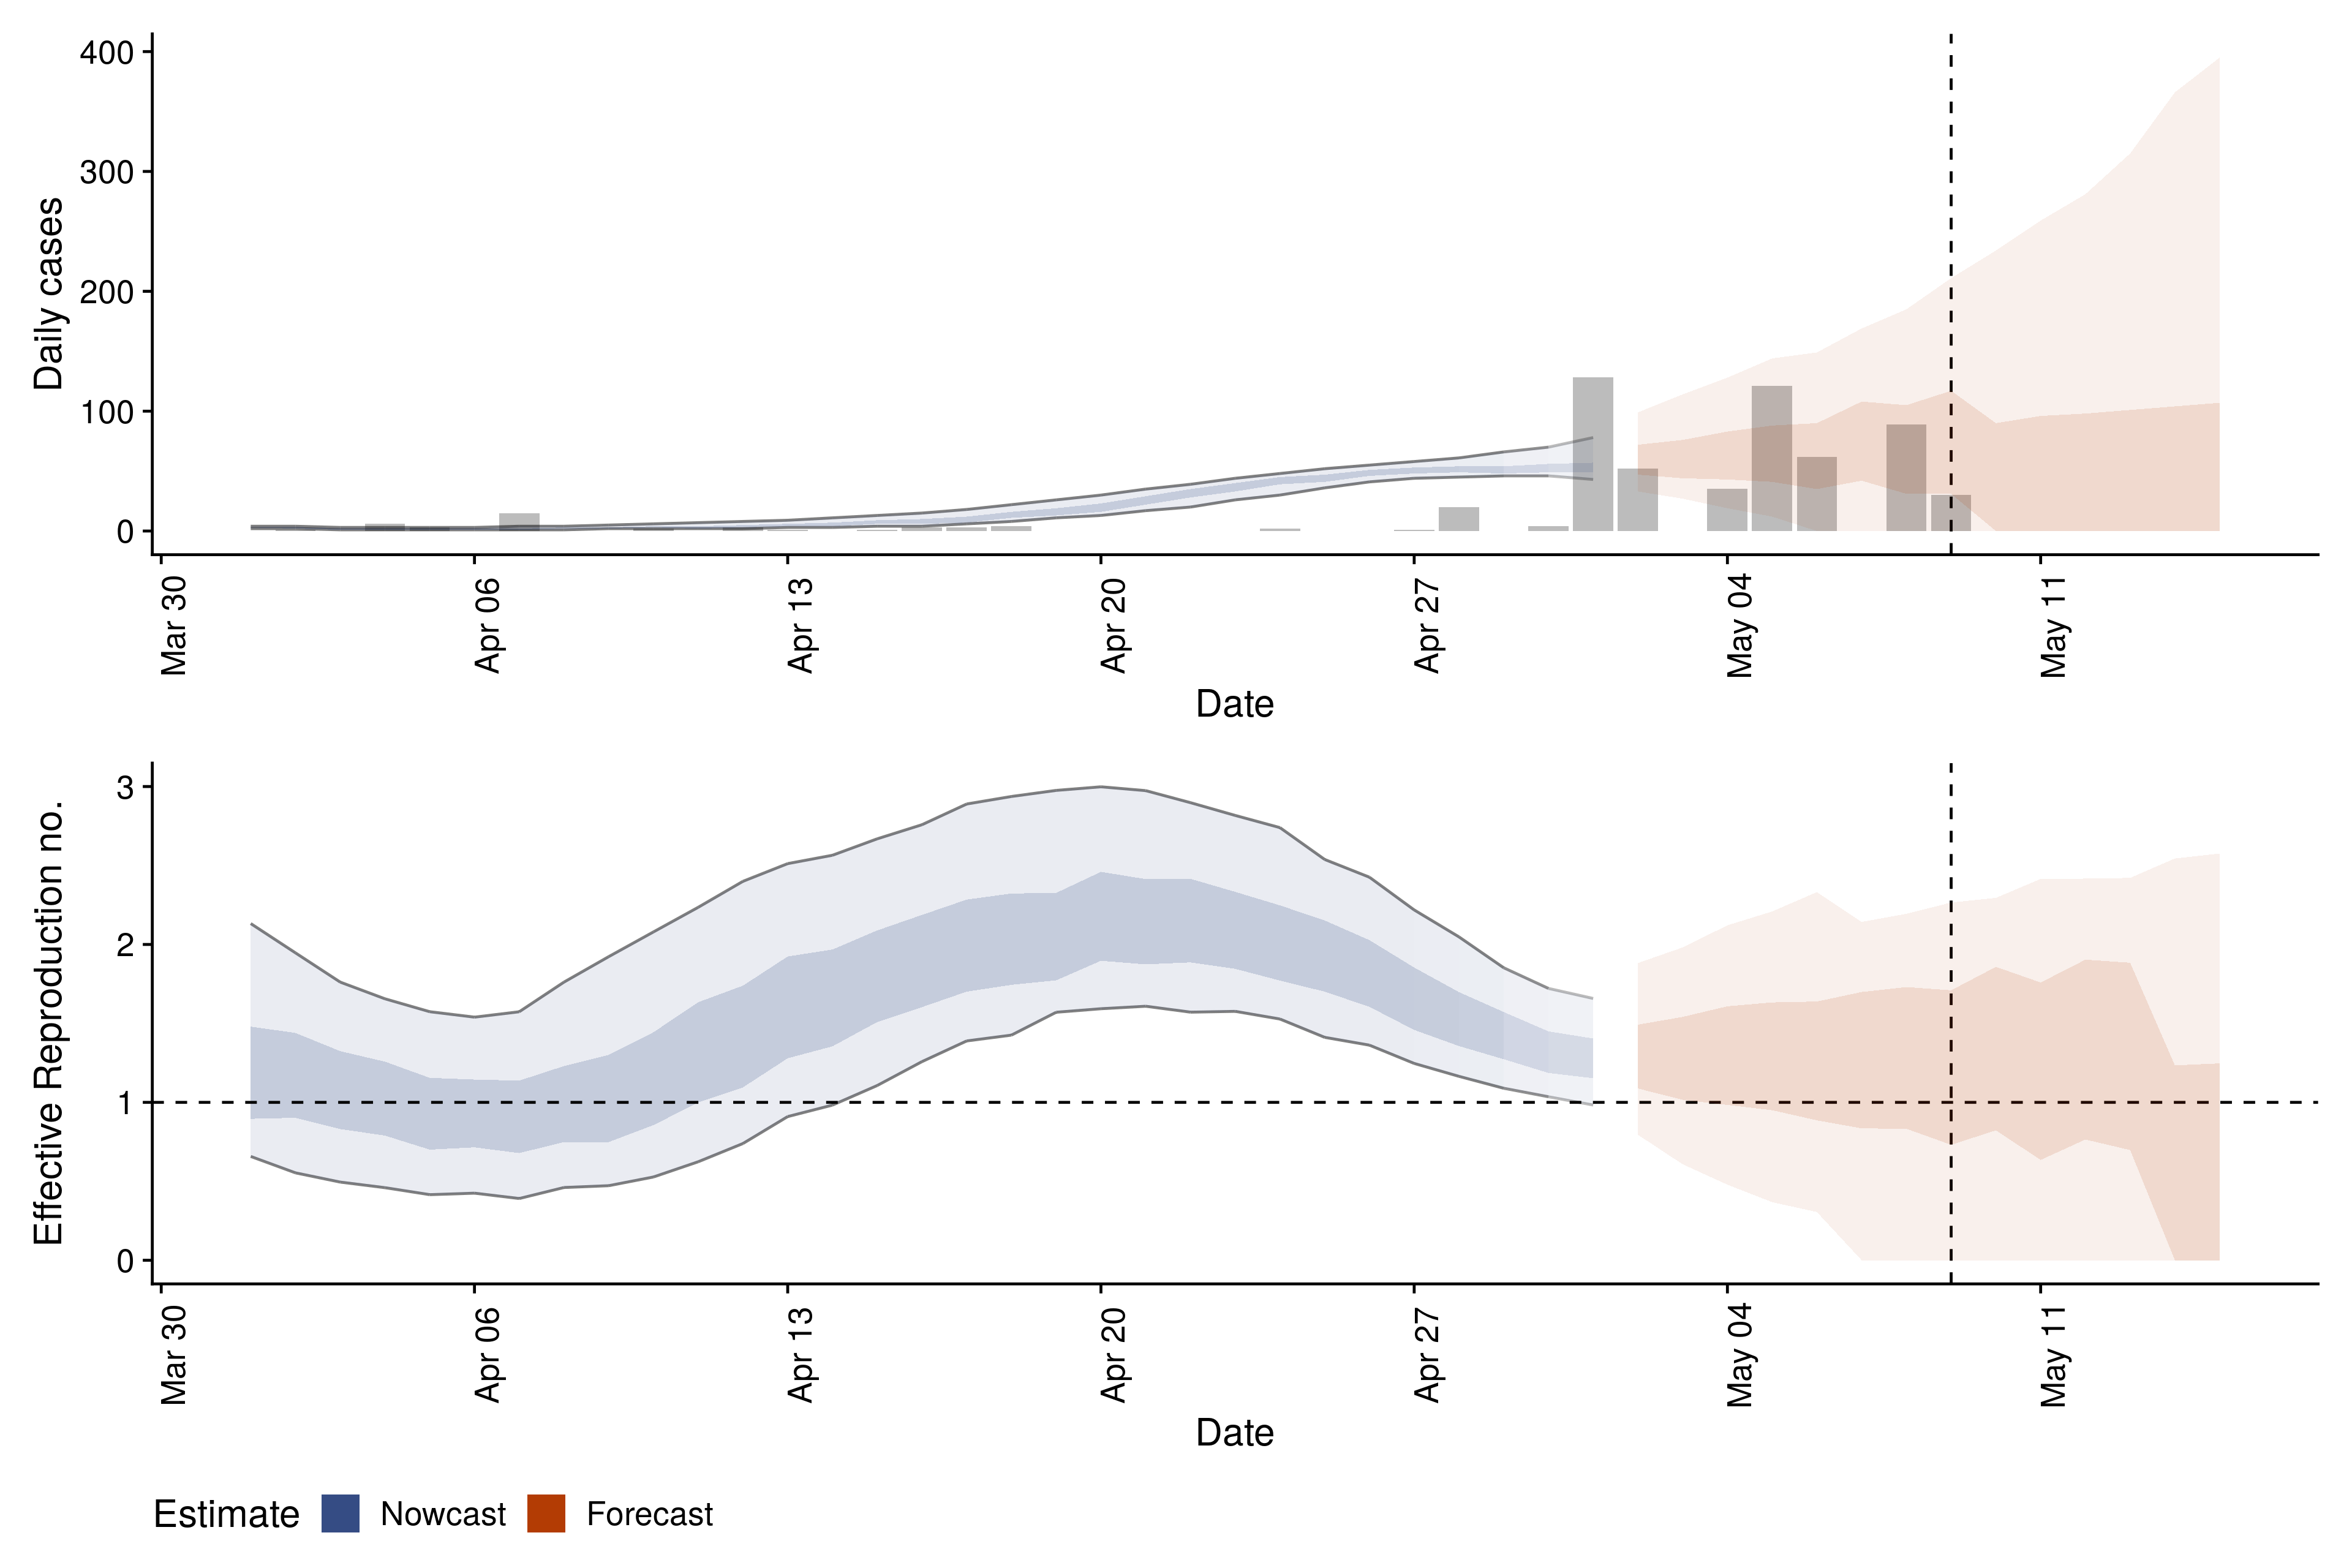 400
300
200
100
0
Daily cases
Mar 30
Apr 06
Apr 13
Apr 20
Apr 27
May 04
May 11
Date
3
2
1
0
Effective Reproduction no.
Mar 30
Apr 06
Apr 13
Apr 20
Apr 27
May 04
May 11
Date
Estimate Nowcast Forecast